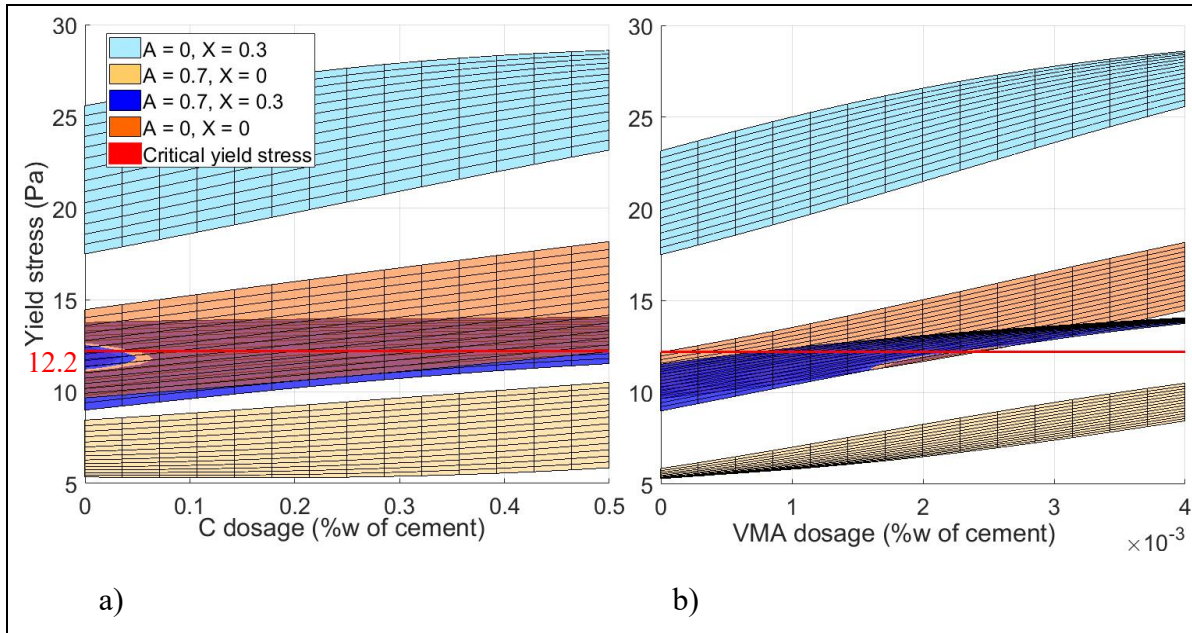 30
25
20
15
10
5
Yield stress (Pa)
12.2
A = 0, X = 0.3
A = 0.7, X = 0
A = 0.7, X = 0.3
A = 0, X = 0
Critical yield stress
0 0.1 0.2 0.3 0.4 0.5
C dosage (%w of cement)
a)
30
25
20
15
10
5
0 1 2 3 4
VMA dosage (%w of cement)
×10⁻³
b)